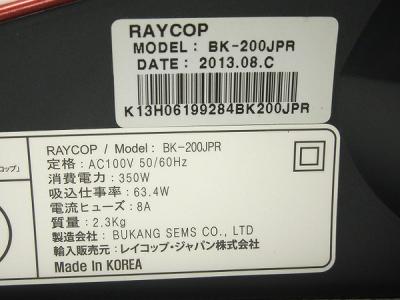 RAYCOP
MODEL: BK-200JPR
DATE: 2013.08.C
K13H06199284BK200JPR
コップ」
RAYCOP / Model: BK-200JPR
定格: AC100V 50/60Hz
消費電力: 350W
吸込仕事率: 63.4W
電流ヒューズ: 8A
質量: 2.3Kg
製造会社: BUKANG SEMS CO., LTD
輸入販売元: レイコップ・ジャパン株式会社
Made In KOREA